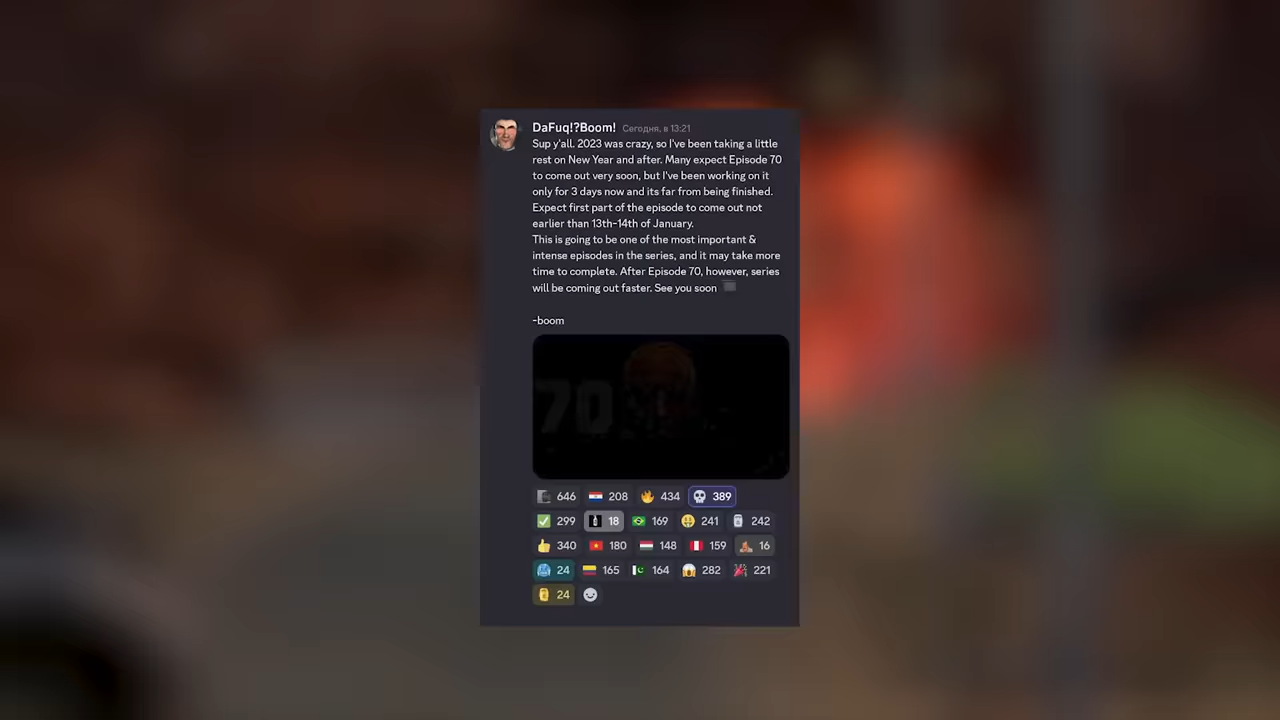 DaFuq!?Boom! Сегодня, в 13:21
Sup y'all. 2023 was crazy, so I've been taking a little
rest on New Year and after. Many expect Episode 70
to come out very soon, but I've been working on it
only for 3 days now and its far from being finished.
Expect first part of the episode to come out not
earlier than 13th-14th of January.
This is going to be one of the most important &
intense episodes in the series, and it may take more
time to complete. After Episode 70, however, series
will be coming out faster. See you soon
-boom
70
646 208 434 389
299 18 169 241 242
340 180 148 159 16
24 165 164 282 221
24